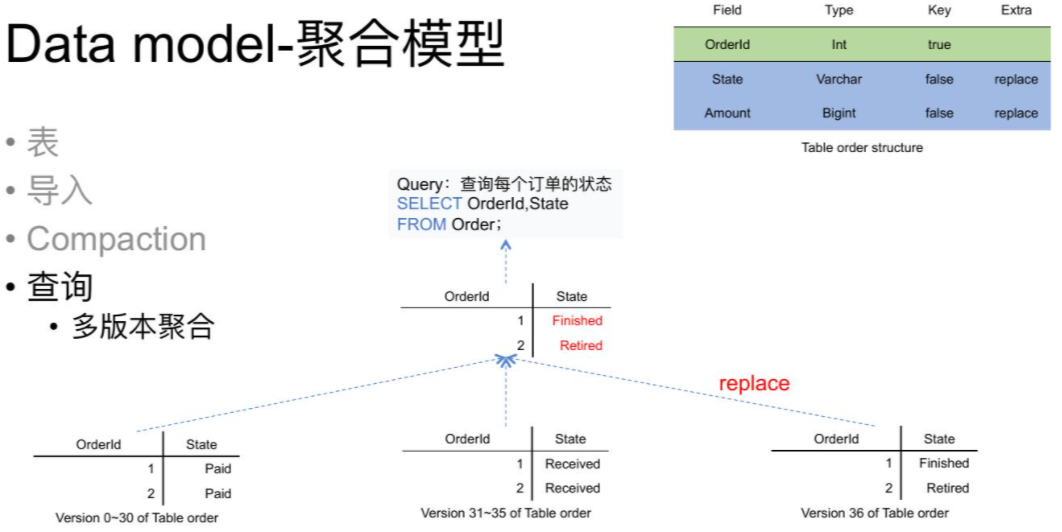 Data model-聚合模型
Field Type Key Extra
OrderId Int true
State Varchar false replace
Amount Bigint false replace
Table order structure
• 表
• 导入
• Compaction
• 查询
• 多版本聚合
Query：查询每个订单的状态
SELECT OrderId,State
FROM Order；
OrderId State
1 Finished
2 Retired
replace
OrderId State
1 Paid
2 Paid
Version 0~30 of Table order
OrderId State
1 Received
2 Received
Version 31~35 of Table order
OrderId State
1 Finished
2 Retired
Version 36 of Table order